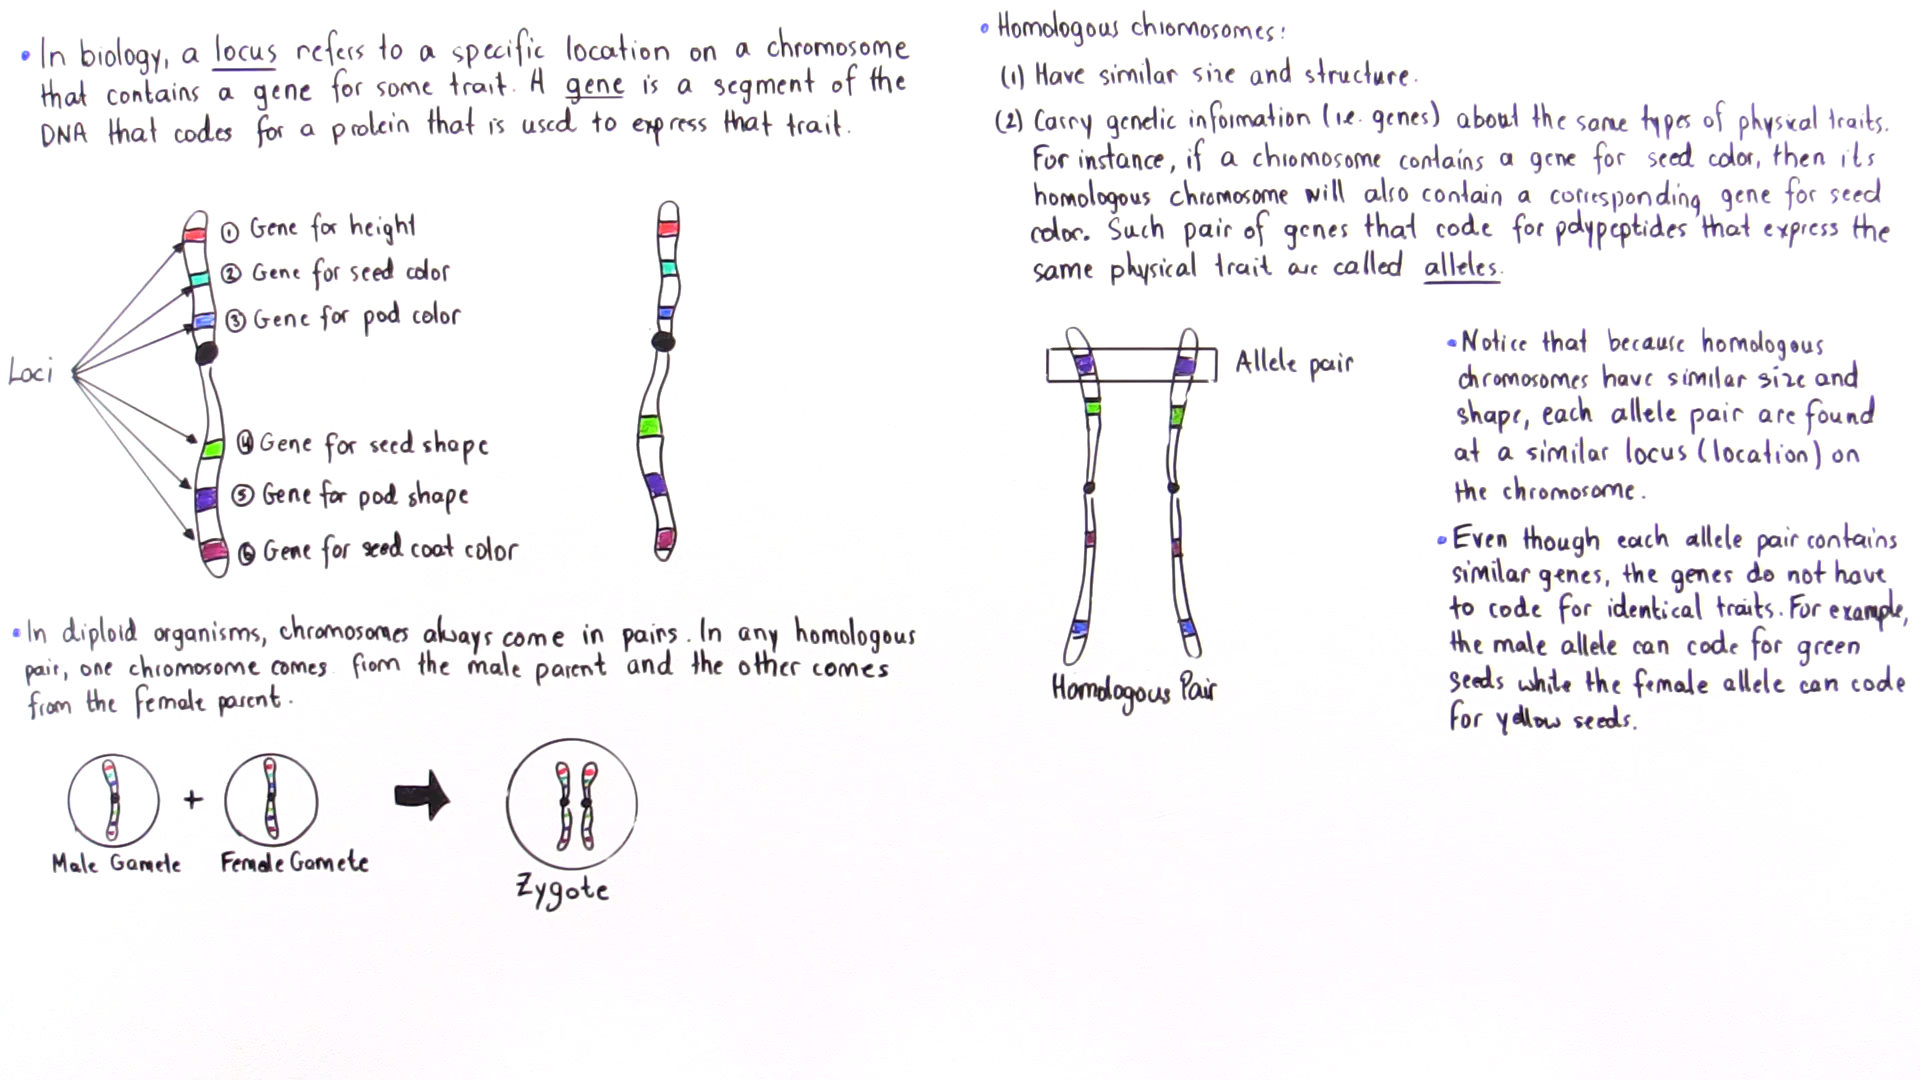 • In biology, a locus refers to a specific location on a chromosome
that contains a gene for some trait. A gene is a segment of the
DNA that codes for a protein that is used to express that trait.
Loci
① Gene for height
② Gene for seed color
③ Gene for pod color
④ Gene for seed shape
⑤ Gene for pod shape
⑥ Gene for seed coat color
• In diploid organisms, chromosomes always come in pairs. In any homologous
pair, one chromosome comes from the male parent and the other comes
from the female parent.
+
Male Gamete
Female Gamete
Zygote
• Homologous chromosomes:
(1) Have similar size and structure.
(2) Carry genetic information (i.e. genes) about the same types of physical traits.
For instance, if a chromosome contains a gene for seed color, then its
homologous chromosome will also contain a corresponding gene for seed
color. Such pair of genes that code for polypeptides that express the
same physical trait are called alleles.
Allele pair
Homologous Pair
• Notice that because homologous
chromosomes have similar size and
shape, each allele pair are found
at a similar locus (location) on
the chromosome.
• Even though each allele pair contains
similar genes, the genes do not have
to code for identical traits. For example,
the male allele can code for green
seeds while the female allele can code
for yellow seeds.